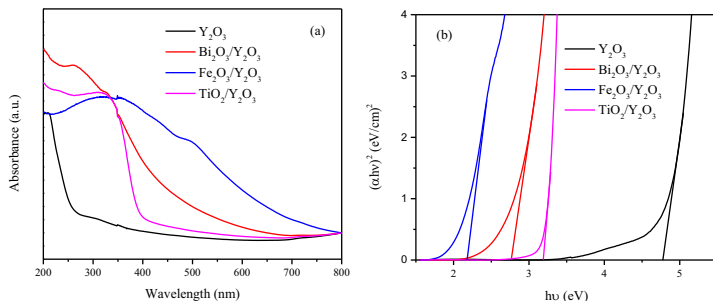 (a)
Y₂O₃
Bi₂O₃/Y₂O₃
Fe₂O₃/Y₂O₃
TiO₂/Y₂O₃
Absorbance (a.u.)
200 300 400 500 600 700 800
Wavelength (nm)
(b)
Y₂O₃
Bi₂O₃/Y₂O₃
Fe₂O₃/Y₂O₃
TiO₂/Y₂O₃
(αhν)² (eV/cm)²
4
3
2
1
0
2 3 4 5
hυ (eV)